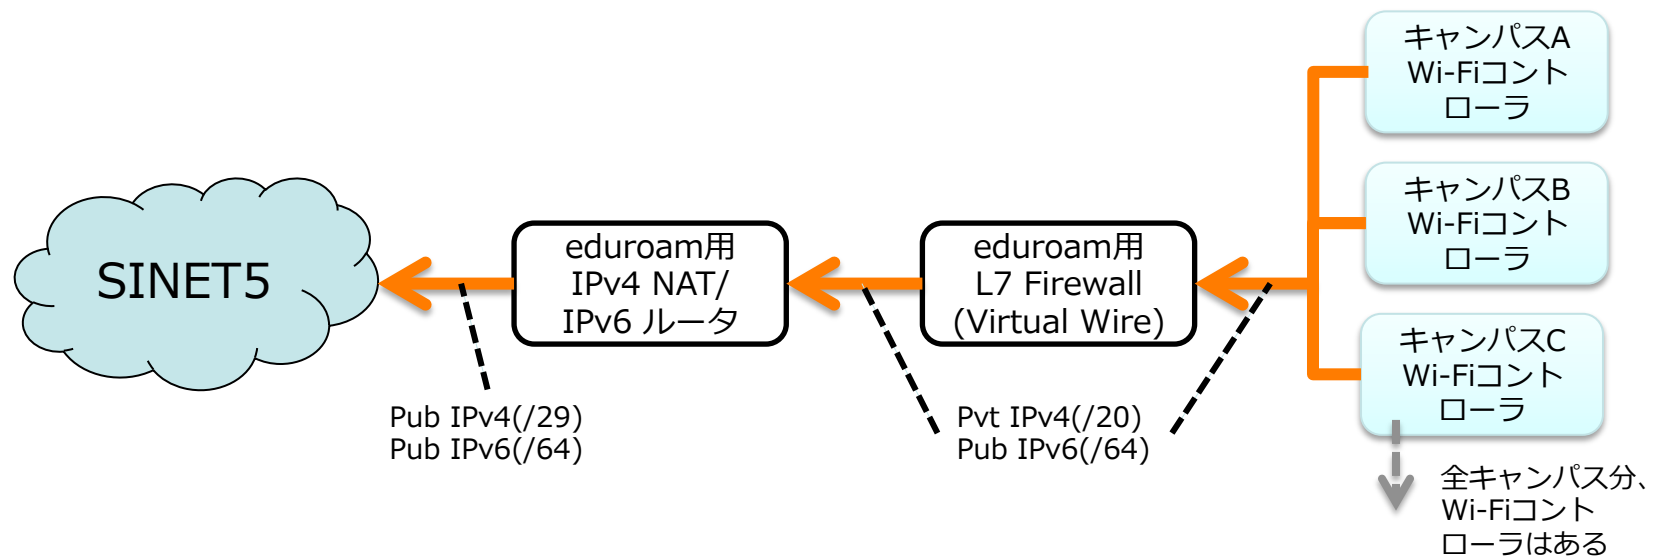 キャンパスA
Wi-Fiコント
ローラ
キャンパスB
Wi-Fiコント
ローラ
SINET5
eduroam用
IPv4 NAT/
IPv6 ルータ
eduroam用
L7 Firewall
(Virtual Wire)
キャンパスC
Wi-Fiコント
ローラ
Pub IPv4(/29)
Pub IPv6(/64)
Pvt IPv4(/20)
Pub IPv6(/64)
全キャンパス分、
Wi-Fiコント
ローラはある